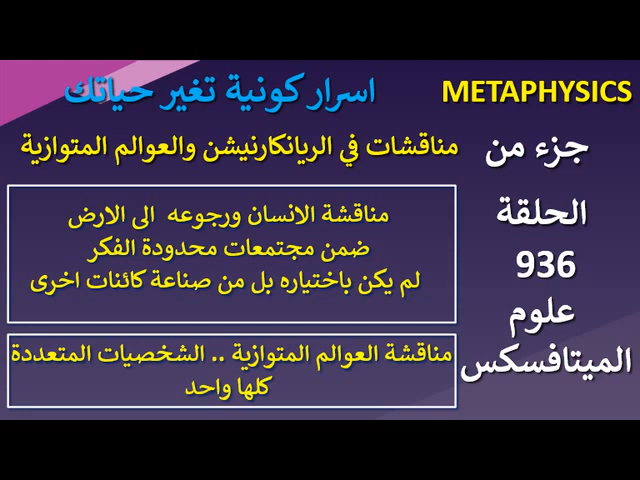 METAPHYSICS
اسرار كونية تغير حياتك
جزء من
مناقشات في الريانكارنيشن والعوالم المتوازية
الحلقة
936
علوم
الميتافسكس
مناقشة الانسان ورجوعه الى الارض
ضمن مجتمعات محدودة الفكر
لم يكن باختياره بل من صناعة كائنات اخرى
مناقشة العوالم المتوازية .. الشخصيات المتعددة
كلها واحد